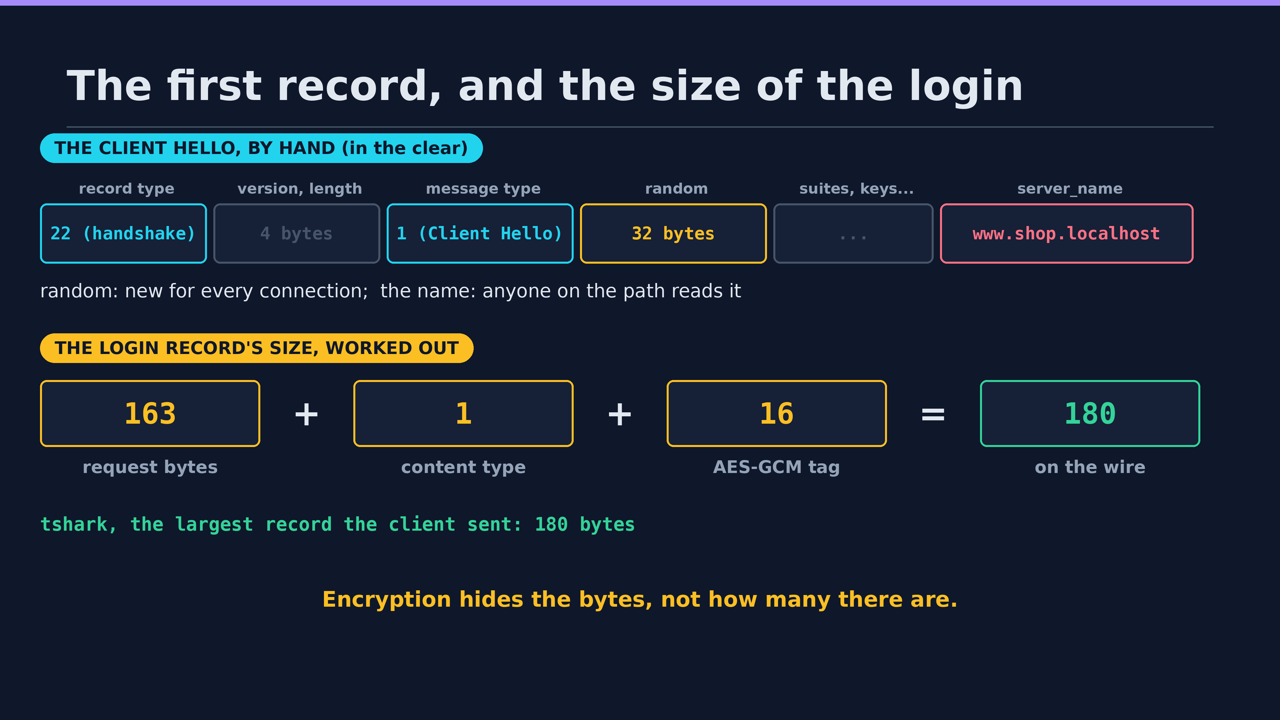 The first record, and the size of the login
THE CLIENT HELLO, BY HAND (in the clear)
record type version, length message type random suites, keys... server_name
22 (handshake) 4 bytes 1 (Client Hello) 32 bytes ... www.shop.localhost
random: new for every connection;  the name: anyone on the path reads it
THE LOGIN RECORD'S SIZE, WORKED OUT
163 + 1 + 16 = 180
request bytes content type AES-GCM tag on the wire
tshark, the largest record the client sent: 180 bytes
Encryption hides the bytes, not how many there are.